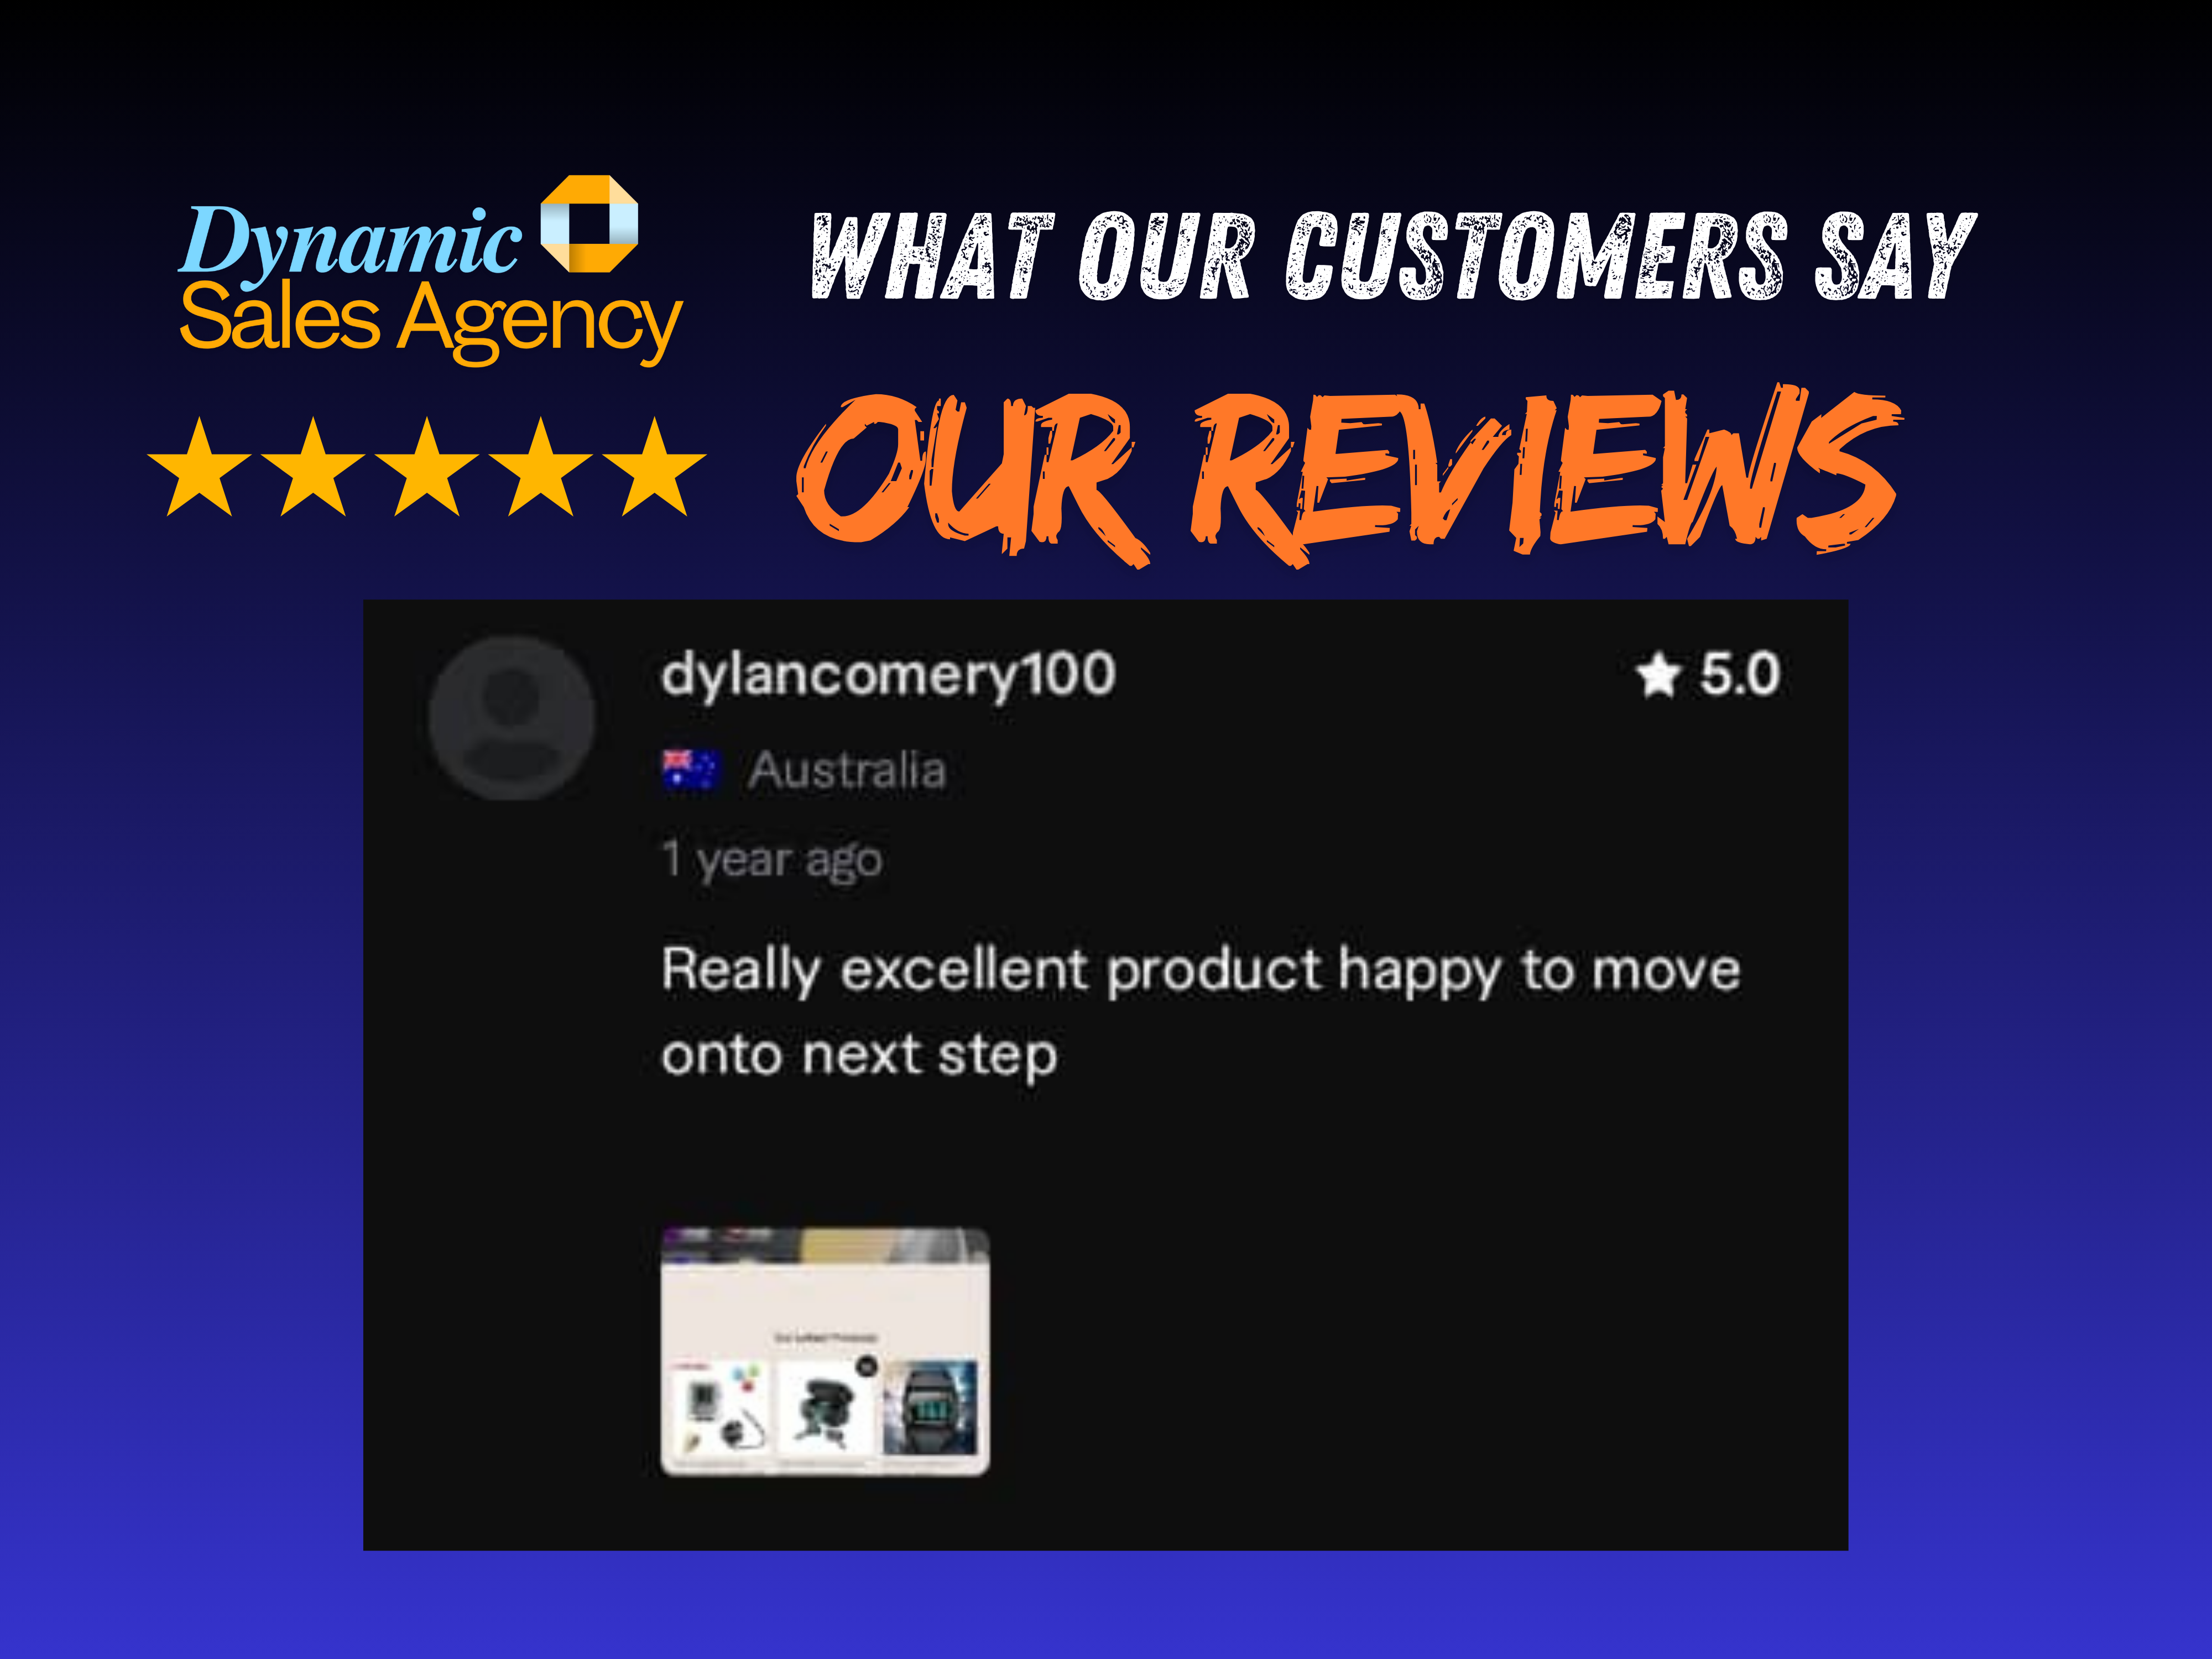 Dynamic
Sales Agency
WHAT OUR CUSTOMERS SAY
OUR REVIEWS
dylancomery100
5.0
Australia
1 year ago
Really excellent product happy to move
onto next step